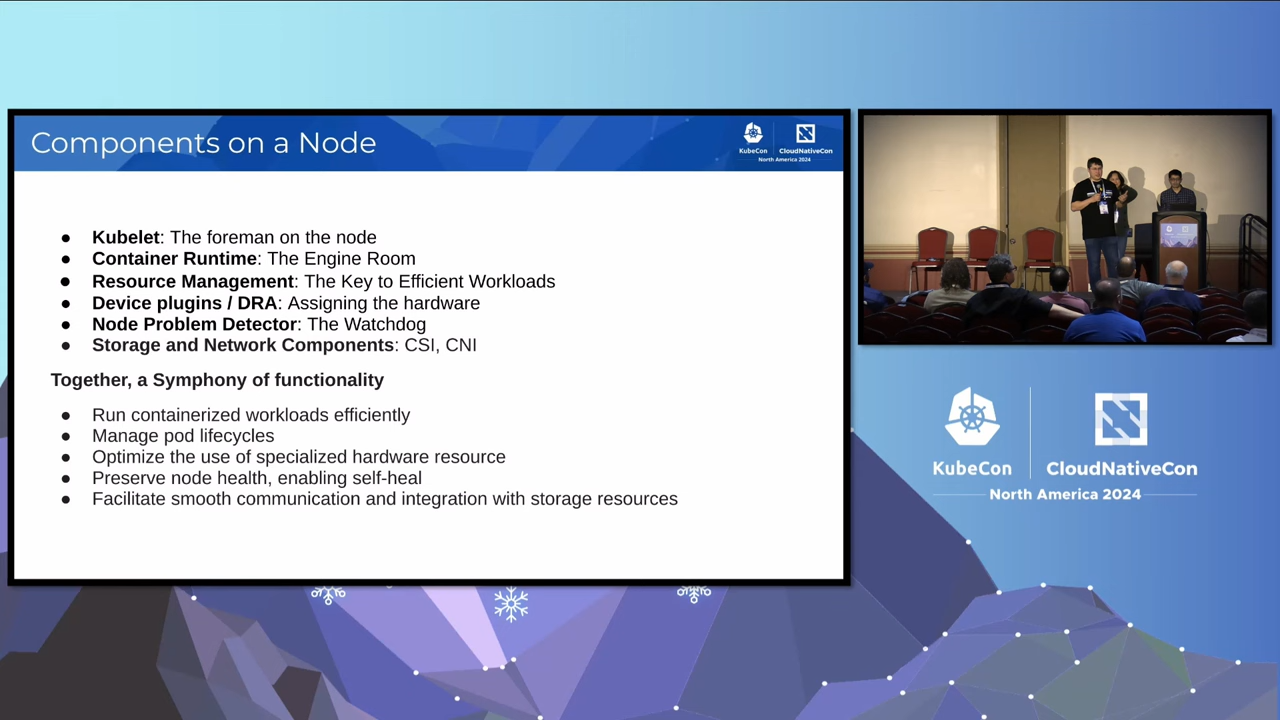 Components on a Node
KubeCon
CloudNativeCon
North America 2024
● Kubelet: The foreman on the node
● Container Runtime: The Engine Room
● Resource Management: The Key to Efficient Workloads
● Device plugins / DRA: Assigning the hardware
● Node Problem Detector: The Watchdog
● Storage and Network Components: CSI, CNI
Together, a Symphony of functionality
● Run containerized workloads efficiently
● Manage pod lifecycles
● Optimize the use of specialized hardware resource
● Preserve node health, enabling self-heal
● Facilitate smooth communication and integration with storage resources
KubeCon
CloudNativeCon
North America 2024